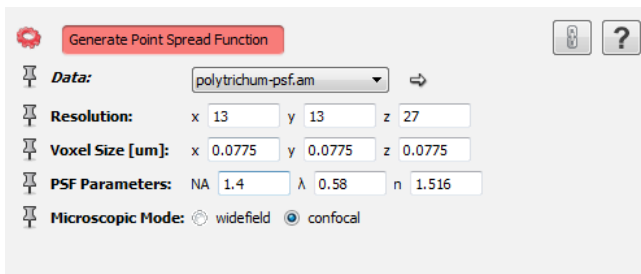 Generate Point Spread Function ?
Data: polytrichum-psf.am
Resolution: x 13 y 13 z 27
Voxel Size [um]: x 0.0775 y 0.0775 z 0.0775
PSF Parameters: NA 1.4 λ 0.58 n 1.516
Microscopic Mode: widefield confocal